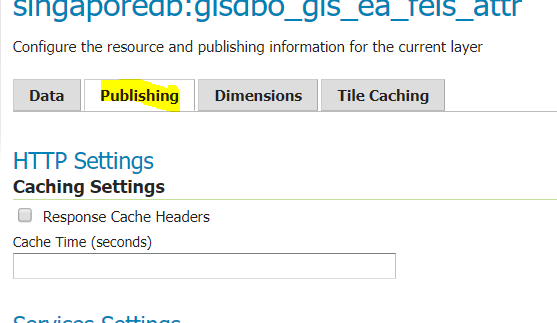 singaporedb:gisdbo_gis_ea_feis_attr
Configure the resource and publishing information for the current layer
Data
Publishing
Dimensions
Tile Caching
HTTP Settings
Caching Settings
Response Cache Headers
Cache Time (seconds)
Services Settings